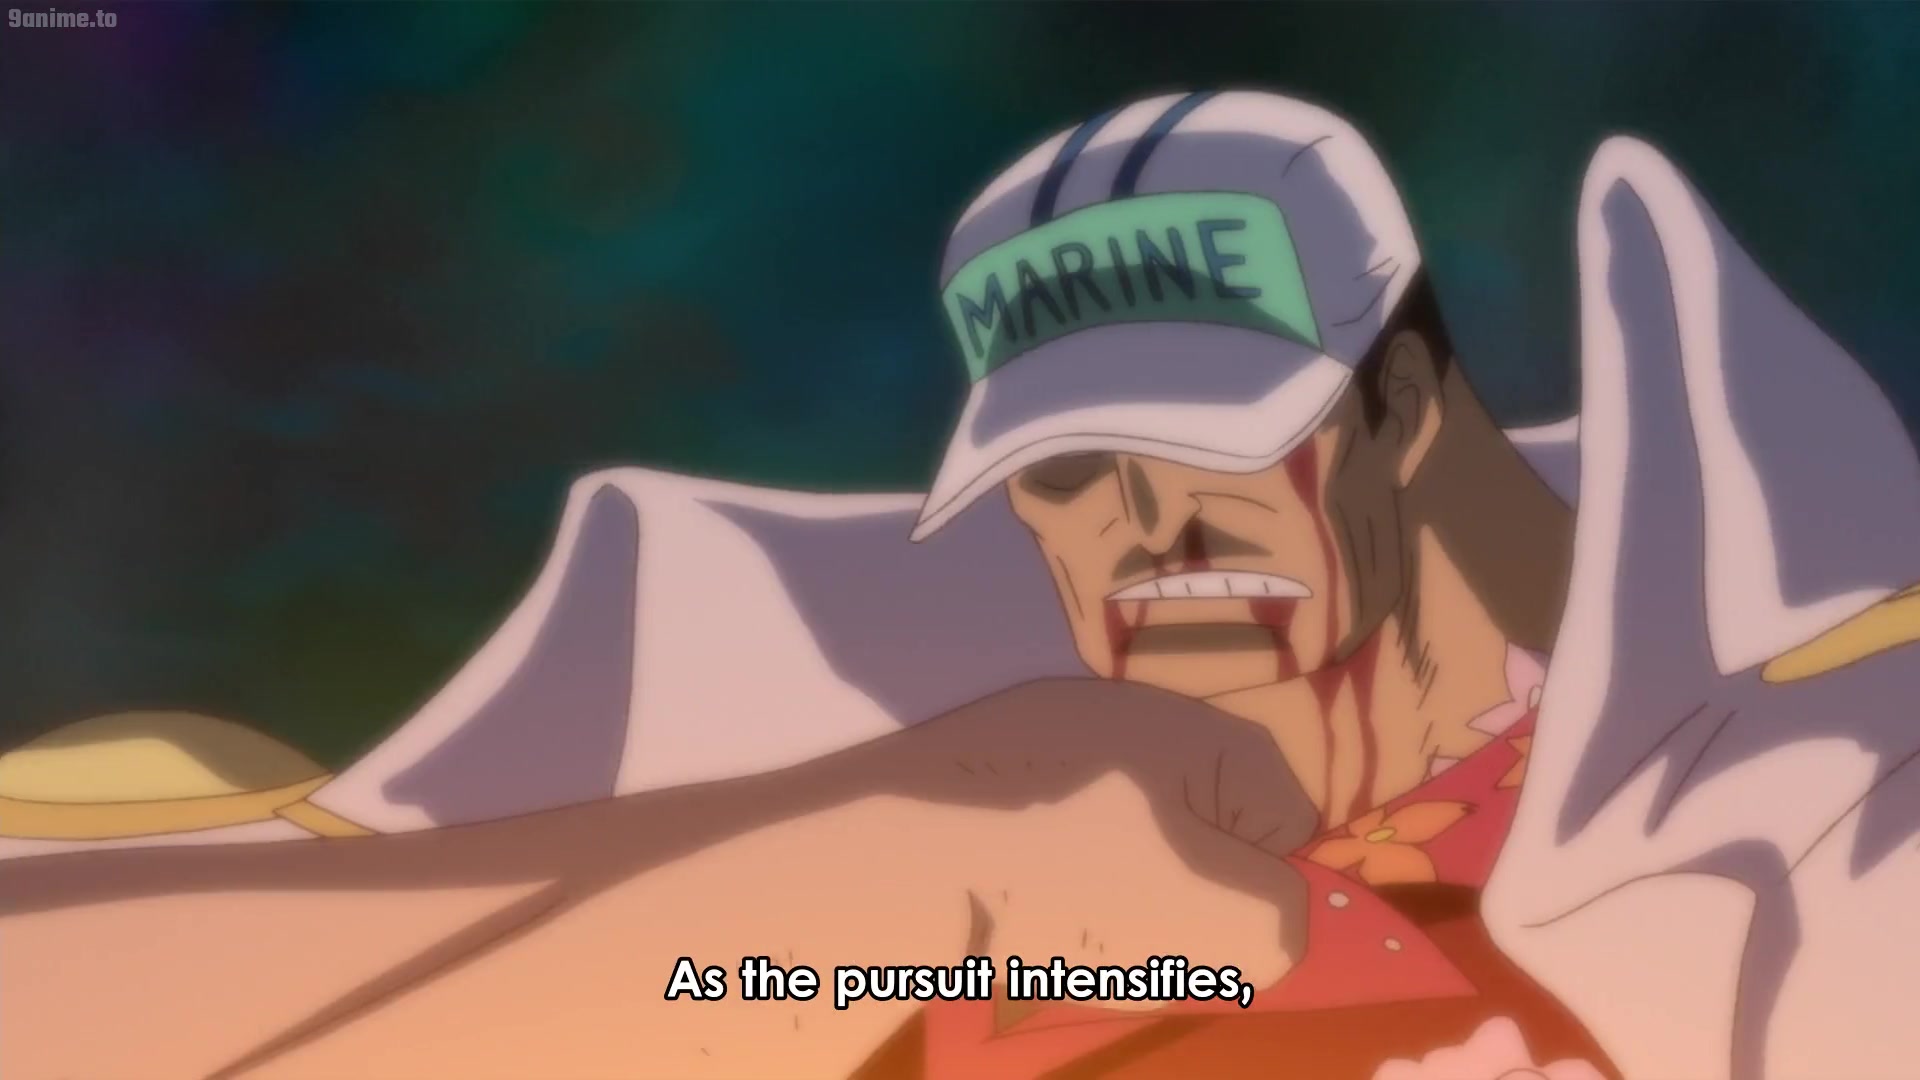 9anime.to
MARINE
As the pursuit intensifies,